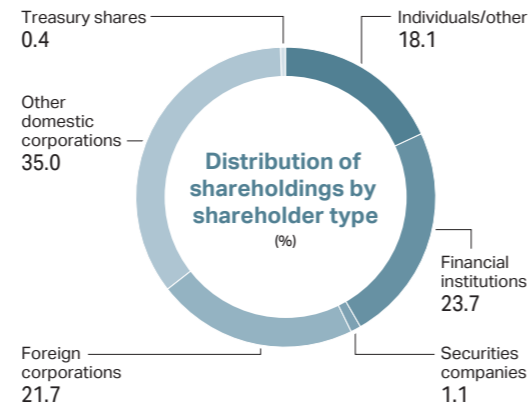 Treasury shares
0.4
Individuals/other
18.1
Other
domestic
corporations
35.0
Distribution of
shareholdings by
shareholder type
(%)
Financial
institutions
23.7
Foreign
corporations
21.7
Securities
companies
1.1